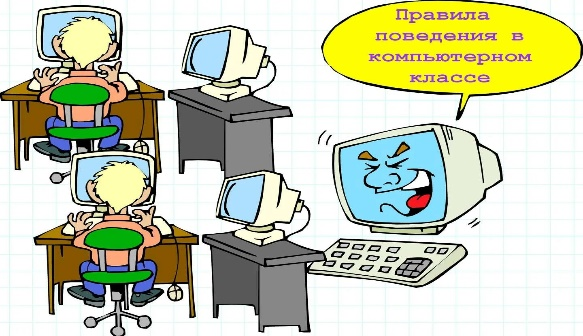 Правила
поведения в
компьютерном
классе